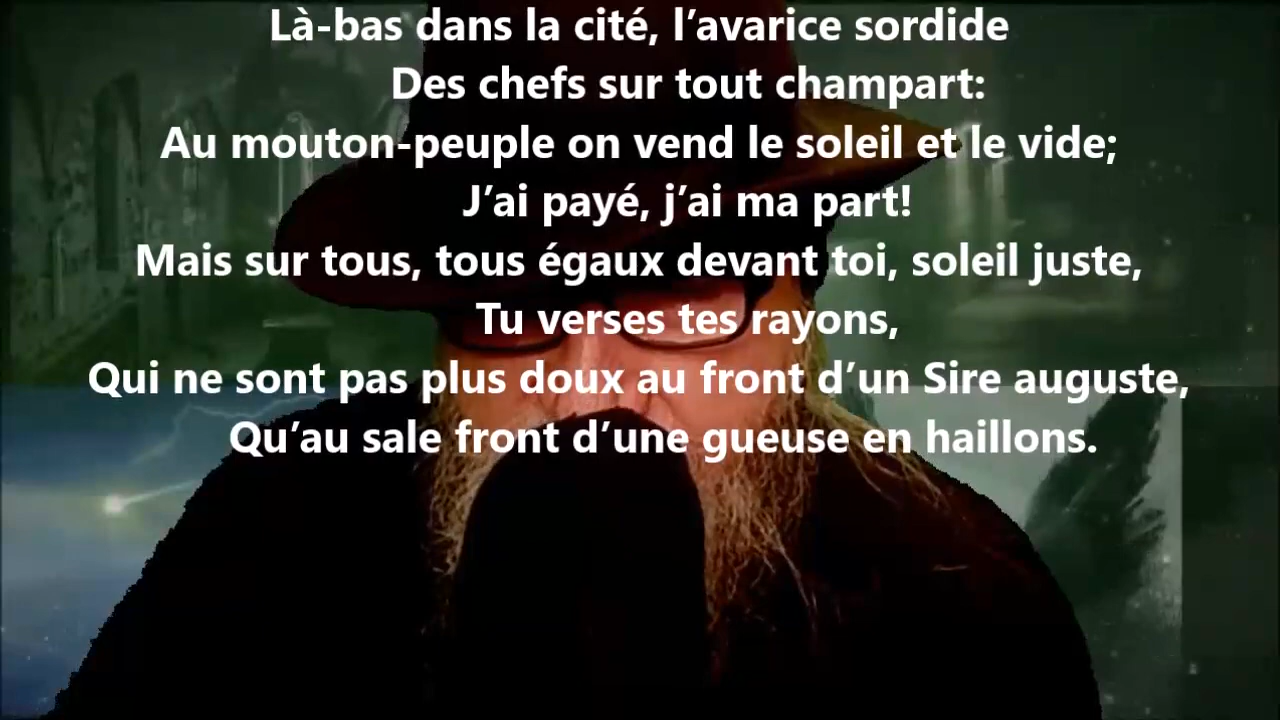 Là-bas dans la cité, l’avarice sordide
Des chefs sur tout champart:
Au mouton-peuple on vend le soleil et le vide;
J’ai payé, j’ai ma part!
Mais sur tous, tous égaux devant toi, soleil juste,
Tu verses tes rayons,
Qui ne sont pas plus doux au front d’un Sire auguste,
Qu’au sale front d’une gueuse en haillons.